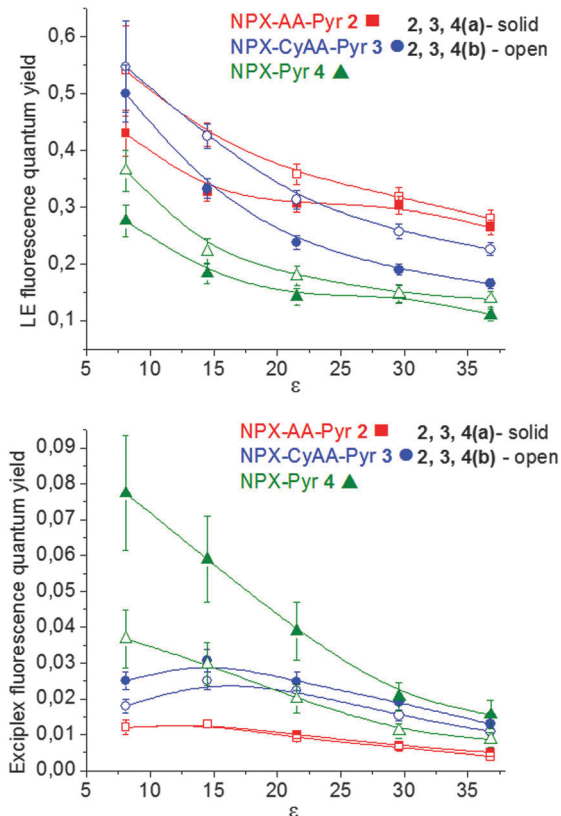 NPX-AA-Pyr 2 ■ 2, 3, 4(a)- solid
NPX-CyAA-Pyr 3 ● 2, 3, 4(b) - open
NPX-Pyr 4 ▲
LE fluorescence quantum yield
0,6
0,5
0,4
0,3
0,2
0,1
5 10 15 20 25 30 35
ε
NPX-AA-Pyr 2 ■ 2, 3, 4(a)- solid
NPX-CyAA-Pyr 3 ● 2, 3, 4(b) - open
NPX-Pyr 4 ▲
Exciplex fluorescence quantum yield
0,09
0,08
0,07
0,06
0,05
0,04
0,03
0,02
0,01
0,00
5 10 15 20 25 30 35
ε